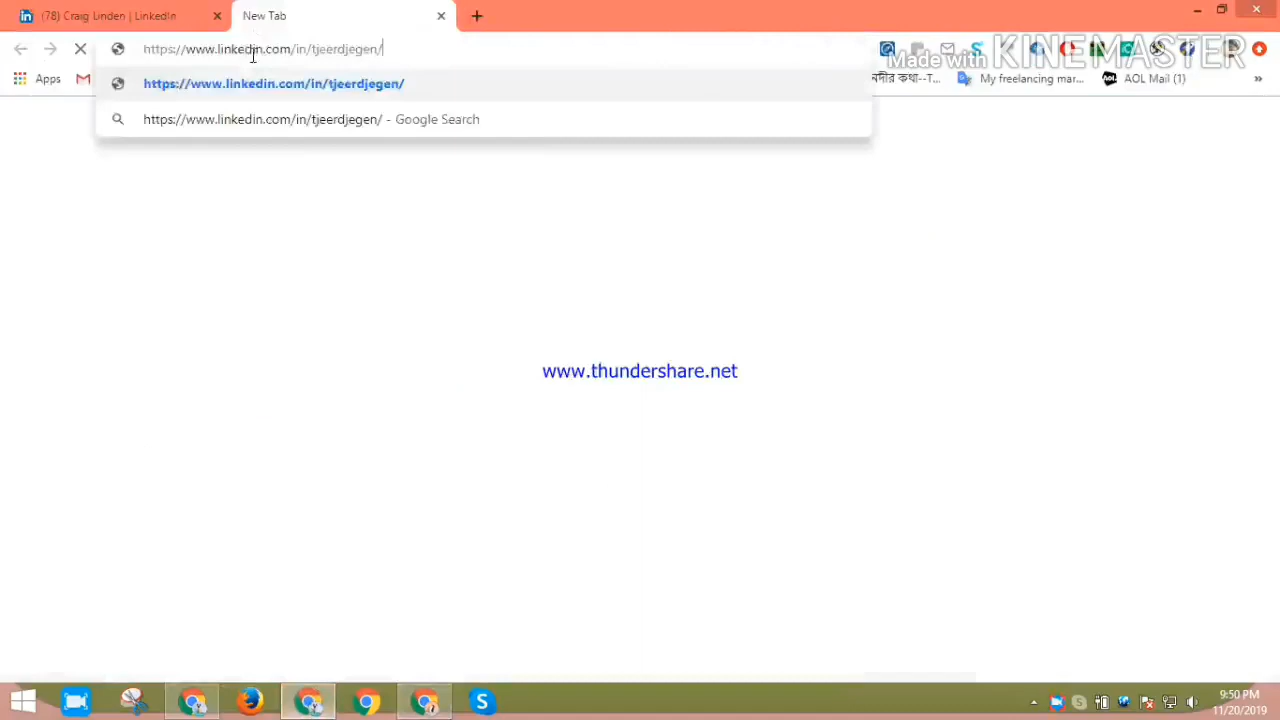 (78) Craig Linden | LinkedIn
New Tab
https://www.linkedin.com/in/tjeerdjegen/
Made with KINEMASTER
Apps
নদীর কথা--T...
My freelancing mar...
AOL Mail (1)
»
https://www.linkedin.com/in/tjeerdjegen/
https://www.linkedin.com/in/tjeerdjegen/ - Google Search
www.thundershare.net
9:50 PM
11/20/2019